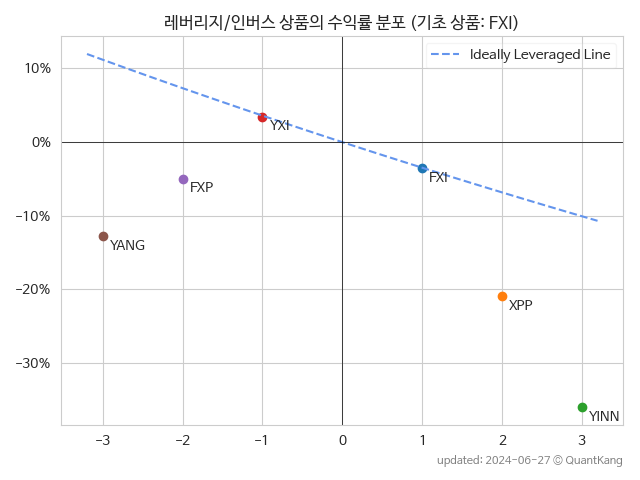 레버리지/인버스 상품의 수익률 분포 (기초 상품: FXI)
Ideally Leveraged Line
10%
0%
−10%
−20%
−30%
YXI
FXI
FXP
YANG
XPP
YINN
−3
−2
−1
0
1
2
3
updated: 2024-06-27 © QuantKang